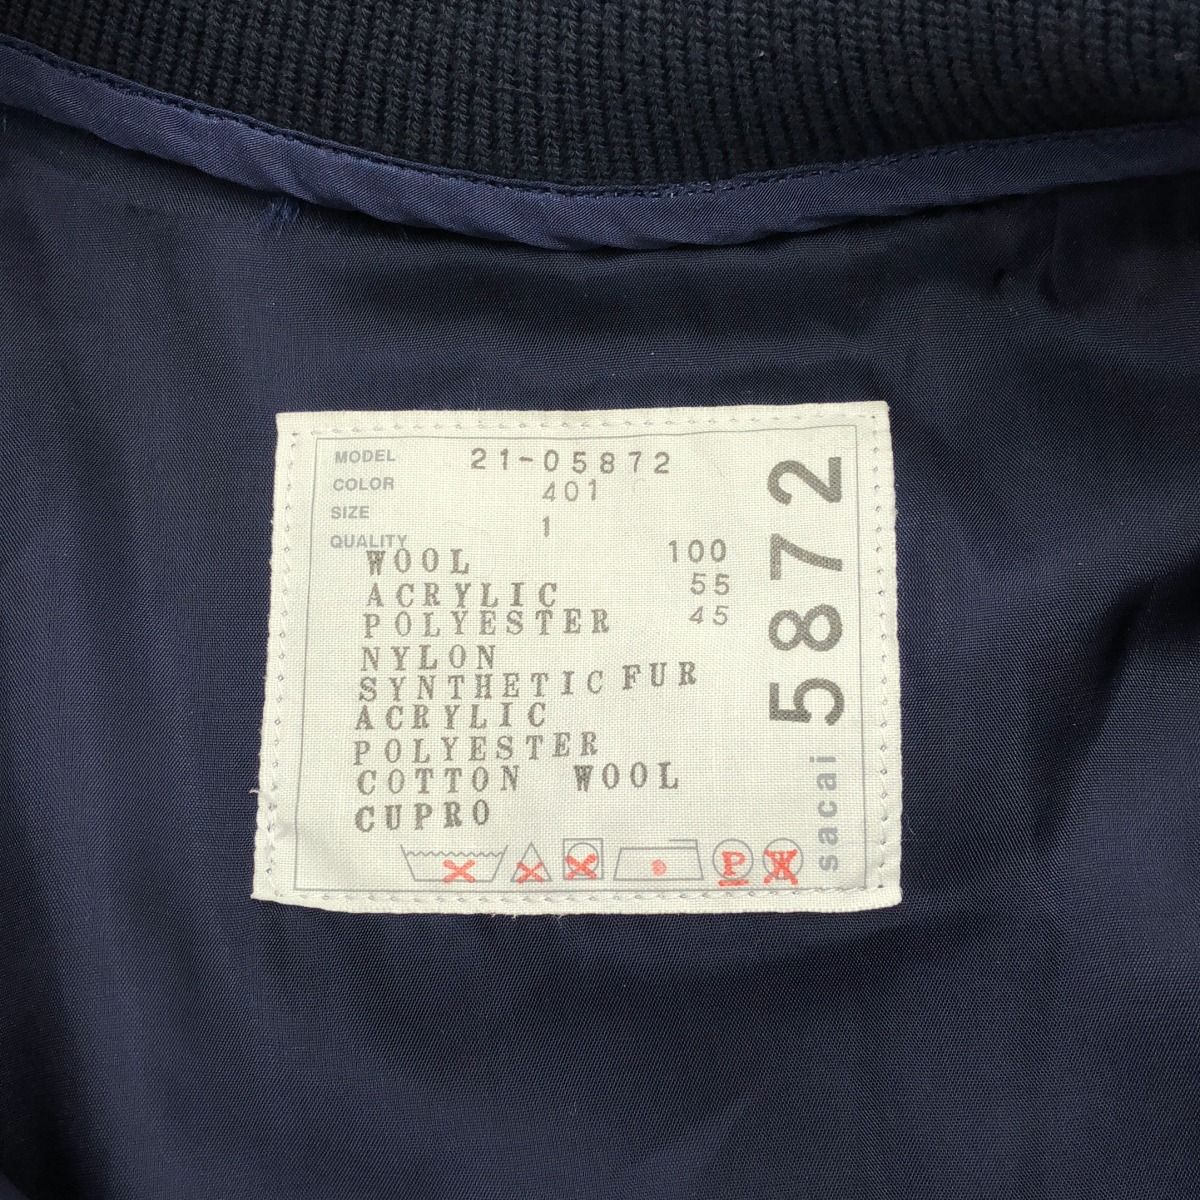 MODEL 21-05872
COLOR 401
SIZE 1
QUALITY
WOOL 100
ACRYLIC 55
POLYESTER 45
NYLON
SYNTHETIC FUR
ACRYLIC
POLYESTER
COTTON WOOL
CUPRO
P W
sacai 5872